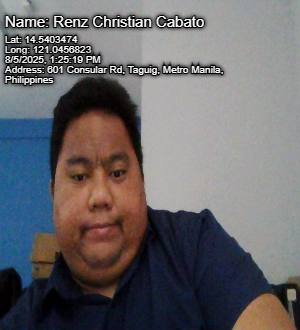 Name: Renz Christian Cabato
Lat: 14.5403474
Long: 121.0456823
8/5/2025, 1:25:19 PM
Address: 601 Consular Rd, Taguig, Metro Manila,
Philippines